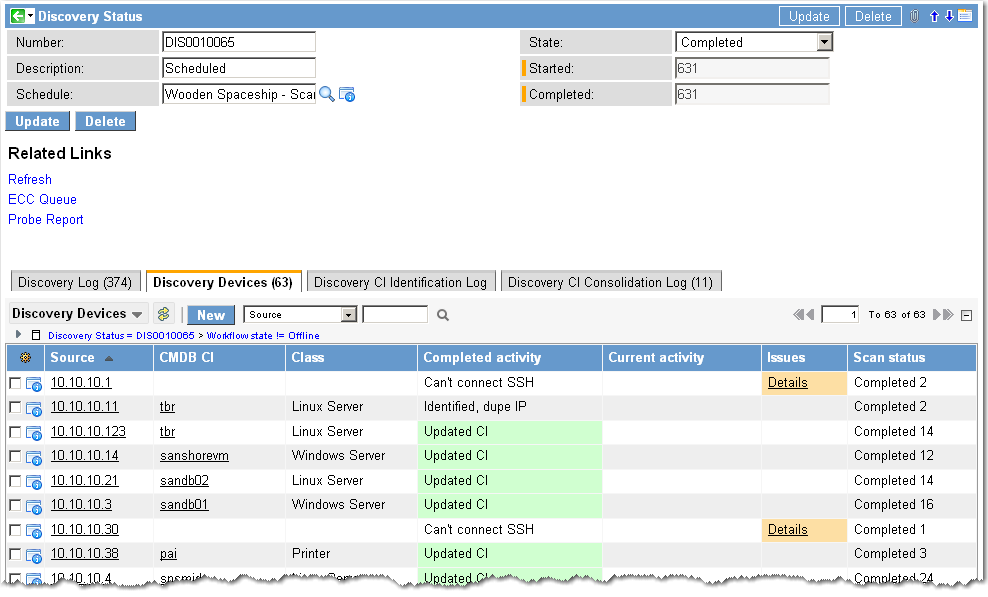 Discovery Status Update Delete
Number: DIS0010065 State: Completed
Description: Scheduled Started: 631
Schedule: Wooden Spaceship - Scar Completed: 631
Update Delete
Related Links
Refresh
ECC Queue
Probe Report
Discovery Log (374) Discovery Devices (63) Discovery CI Identification Log Discovery CI Consolidation Log (11)
Discovery Devices New Source 1 To 63 of 63
Discovery Status = DIS0010065 > Workflow state != Offline
Source CMDB CI Class Completed activity Current activity Issues Scan status
10.10.10.1 Can't connect SSH Details Completed 2
10.10.10.11 tbr Linux Server Identified, dupe IP Completed 2
10.10.10.123 tbr Linux Server Updated CI Completed 14
10.10.10.14 sanshorevm Windows Server Updated CI Completed 12
10.10.10.21 sandb02 Linux Server Updated CI Completed 14
10.10.10.3 sandb01 Windows Server Updated CI Completed 16
10.10.10.30 Can't connect SSH Details Completed 1
10.10.10.38 pai Printer Updated CI Completed 3
10.10.10.4 Linux Server Updated CI Completed 24